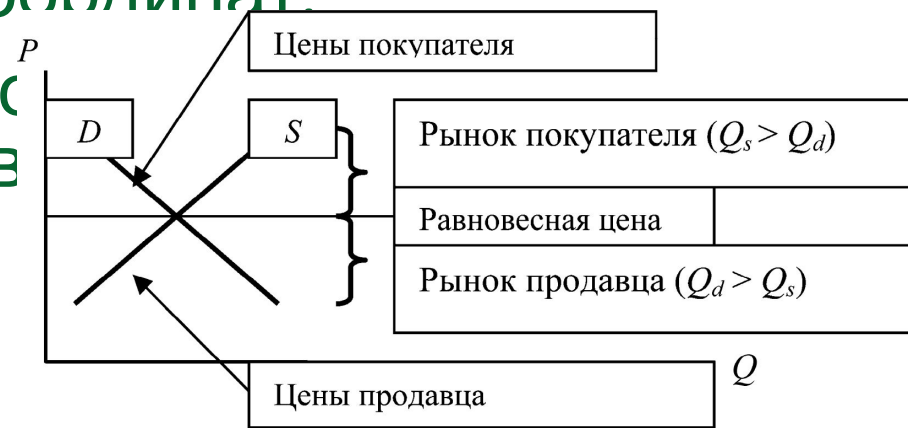 P
Цены покупателя
D
S
Рынок покупателя (Qs > Qd)
Равновесная цена
Рынок продавца (Qd > Qs)
Q
Цены продавца